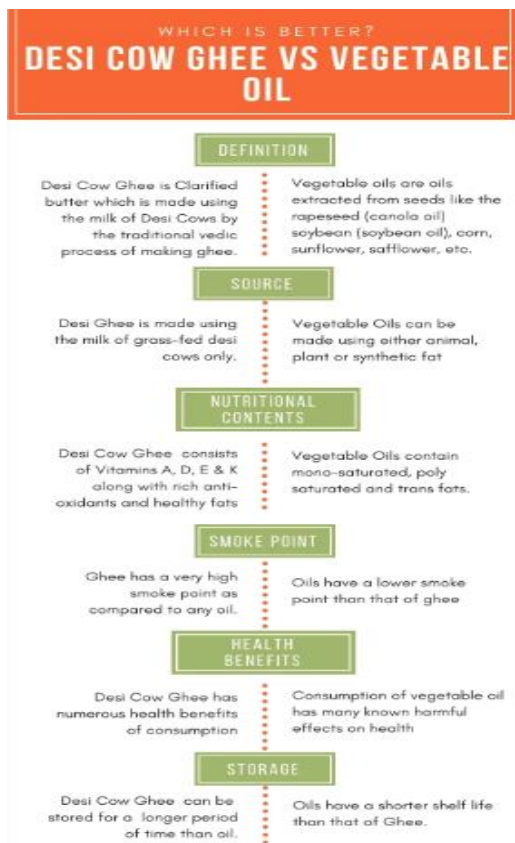 WHICH IS BETTER?
DESI COW GHEE VS VEGETABLE
OIL
DEFINITION
Desi Cow Ghee is Clarified
butter which is made using
the milk of Desi Cows by
the traditional vedic
process of making ghee.
Vegetable oils are oils
extracted from seeds like the
rapeseed (canola oil)
soybean (soybean oil), corn,
sunflower, safflower, etc.
SOURCE
Desi Ghee is made using
the milk of grass-fed desi
cows only.
Vegetable Oils can be
made using either animal,
plant or synthetic fat
NUTRITIONAL
CONTENTS
Desi Cow Ghee consists
of Vitamins A, D, E & K
along with rich anti-
oxidants and healthy fats
Vegetable Oils contain
mono-saturated, poly
saturated and trans fats.
SMOKE POINT
Ghee has a very high
smoke point as
compared to any oil.
Oils have a lower smoke
point than that of ghee
HEALTH
BENEFITS
Desi Cow Ghee has
numerous health benefits
of consumption
Consumption of vegetable oil
has many known harmful
effects on health
STORAGE
Desi Cow Ghee can be
stored for a longer period
of time than oil.
Oils have a shorter shelf life
than that of Ghee.